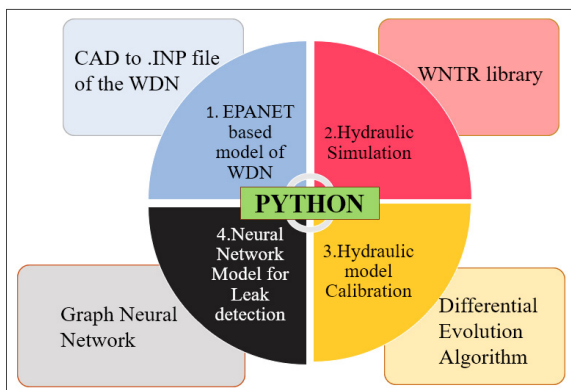 CAD to .INP file
of the WDN
WNTR library
1. EPANET
based
model of
WDN
2.Hydraulic
Simulation
PYTHON
4.Neural
Network
Model for
Leak
detection
3.Hydraulic
model
Calibration
Graph Neural
Network
Differential
Evolution
Algorithm